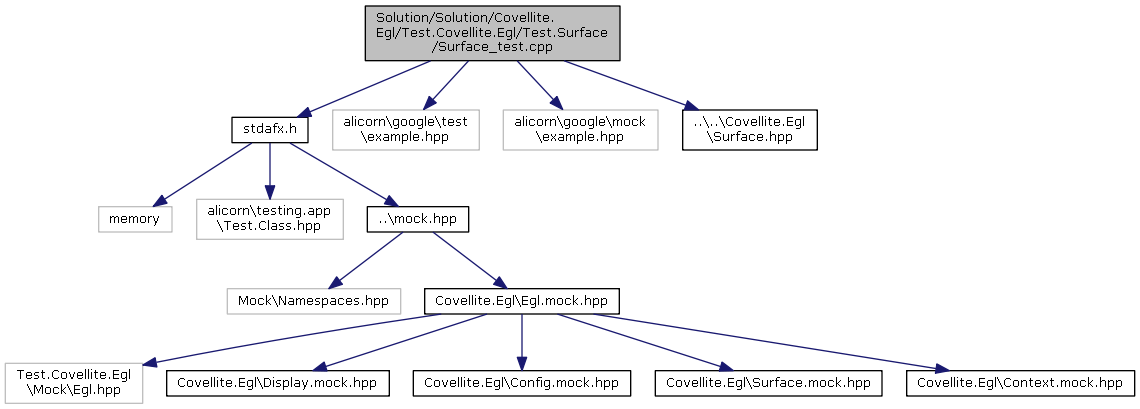 Solution/Solution/Covellite.
Egl/Test.Covellite.Egl/Test.Surface
/Surface_test.cpp
stdafx.h
alicorn\google\test
\example.hpp
alicorn\google\mock
\example.hpp
..\..\Covellite.Egl
\Surface.hpp
memory
alicorn\testing.app
\Test.Class.hpp
..\mock.hpp
Mock\Namespaces.hpp
Covellite.Egl\Egl.mock.hpp
Test.Covellite.Egl
\Mock\Egl.hpp
Covellite.Egl\Display.mock.hpp
Covellite.Egl\Config.mock.hpp
Covellite.Egl\Surface.mock.hpp
Covellite.Egl\Context.mock.hpp